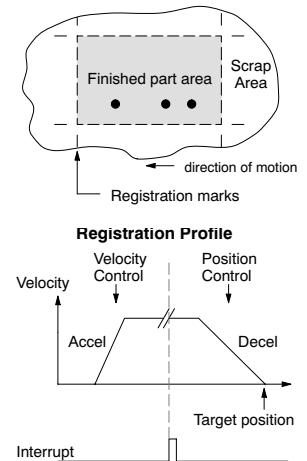 Finished part area
Scrap
Area
direction of motion
Registration marks
Registration Profile
Velocity
Control
Position
Control
Velocity
Accel
Decel
Target position
Interrupt